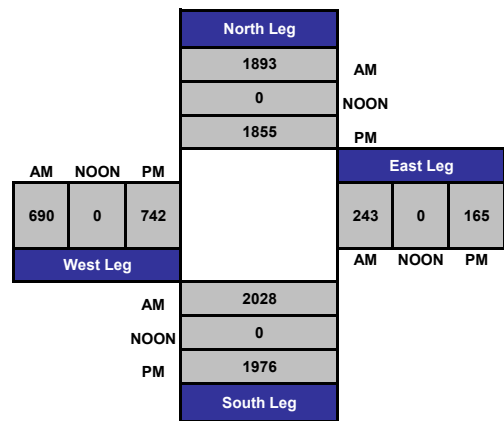 North Leg
1893 AM
0 NOON
1855 PM
AM NOON PM East Leg
690 0 742 243 0 165
West Leg AM NOON PM
AM 2028
NOON 0
PM 1976
South Leg